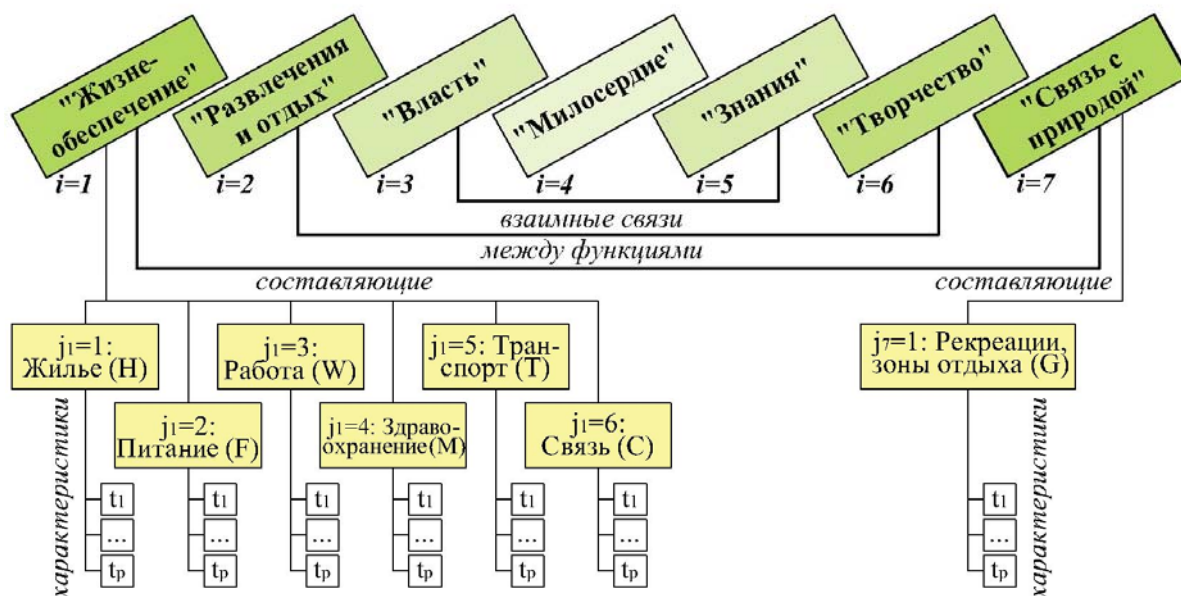 "Жизне-
обеспечение"
"Развлечения
и отдых"
"Власть"
"Милосердие"
"Знания"
"Творчество"
"Связь с
природой"
i=1
i=2
i=3
i=4
i=5
i=6
i=7
взаимные связи
между функциями
составляющие
составляющие
j1=1:
Жилье (H)
j1=3:
Работа (W)
j1=5: Тран-
спорт (T)
j7=1: Рекреации,
зоны отдыха (G)
j1=2:
Питание (F)
j1=4: Здраво-
охранение(M)
j1=6:
Связь (C)
характеристики
t1
...
tp
t1
...
tp
t1
...
tp
t1
...
tp
t1
...
tp
t1
...
tp
t1
...
tp
характеристики